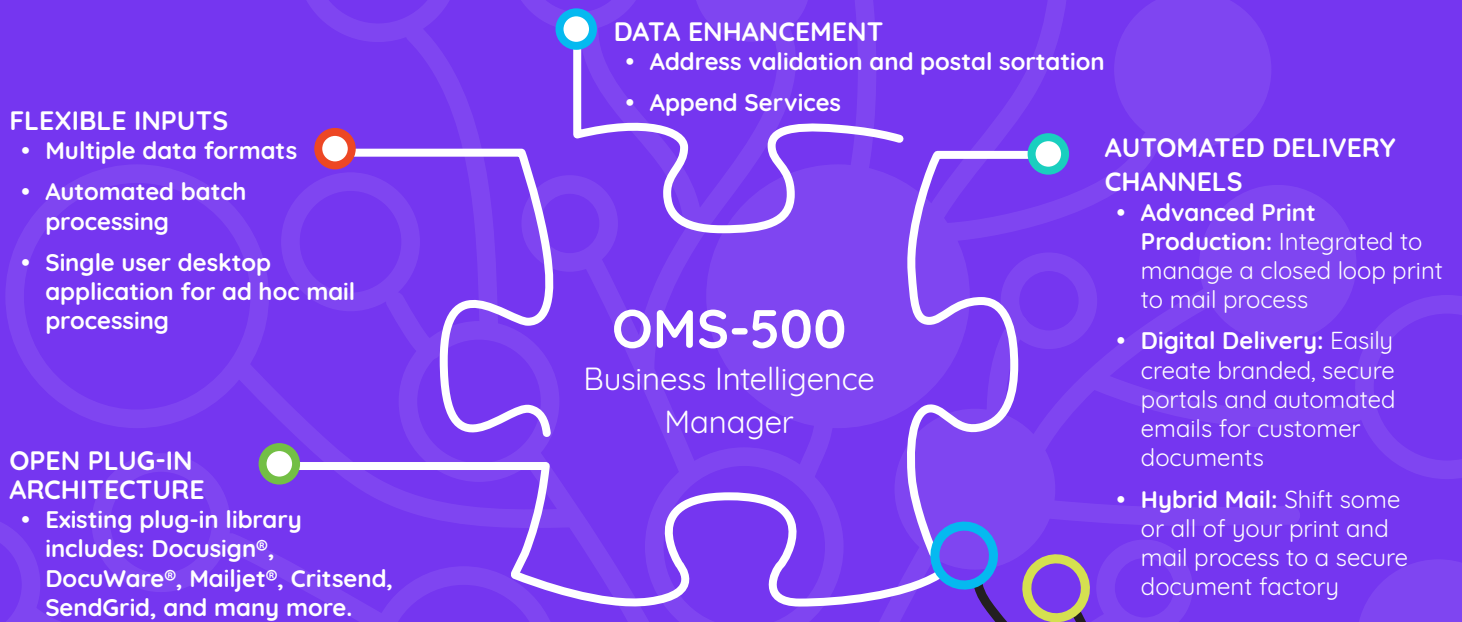 DATA ENHANCEMENT
• Address validation and postal sortation
• Append Services
FLEXIBLE INPUTS
• Multiple data formats
• Automated batch
processing
• Single user desktop
application for ad hoc mail
processing
AUTOMATED DELIVERY
CHANNELS
• Advanced Print
Production: Integrated to
manage a closed loop print
to mail process
• Digital Delivery: Easily
create branded, secure
portals and automated
emails for customer
documents
• Hybrid Mail: Shift some
or all of your print and
mail process to a secure
document factory
OMS-500
Business Intelligence
Manager
OPEN PLUG-IN
ARCHITECTURE
• Existing plug-in library
includes: Docusign®,
DocuWare®, Mailjet®, Critsend,
SendGrid, and many more.